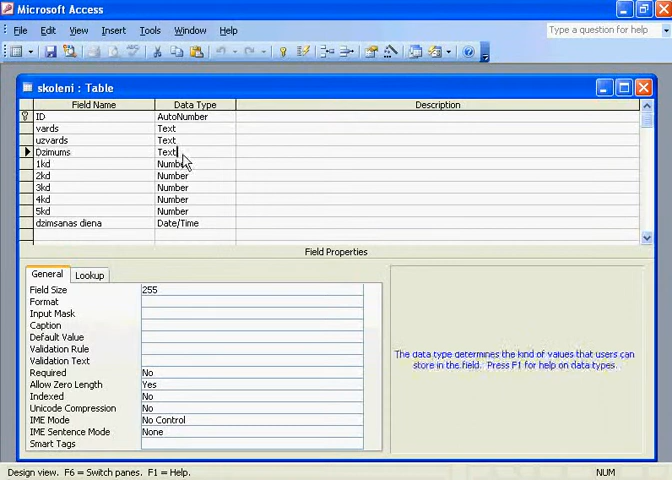 Microsoft Access
File Edit View Insert Tools Window Help
Type a question for help
skoleni : Table
Field Name Data Type Description
ID AutoNumber
vards Text
uzvards Text
Dzimums Text
1kd Number
2kd Number
3kd Number
4kd Number
5kd Number
dzimsanas diena Date/Time
Field Properties
General Lookup
Field Size 255
Format
Input Mask
Caption
Default Value
Validation Rule
Validation Text
Required No
Allow Zero Length Yes
Indexed No
Unicode Compression No
IME Mode No Control
IME Sentence Mode None
Smart Tags
The data type determines the kind of values that users can
store in the field. Press F1 for help on data types.
Design view. F6 = Switch panes. F1 = Help.
NUM